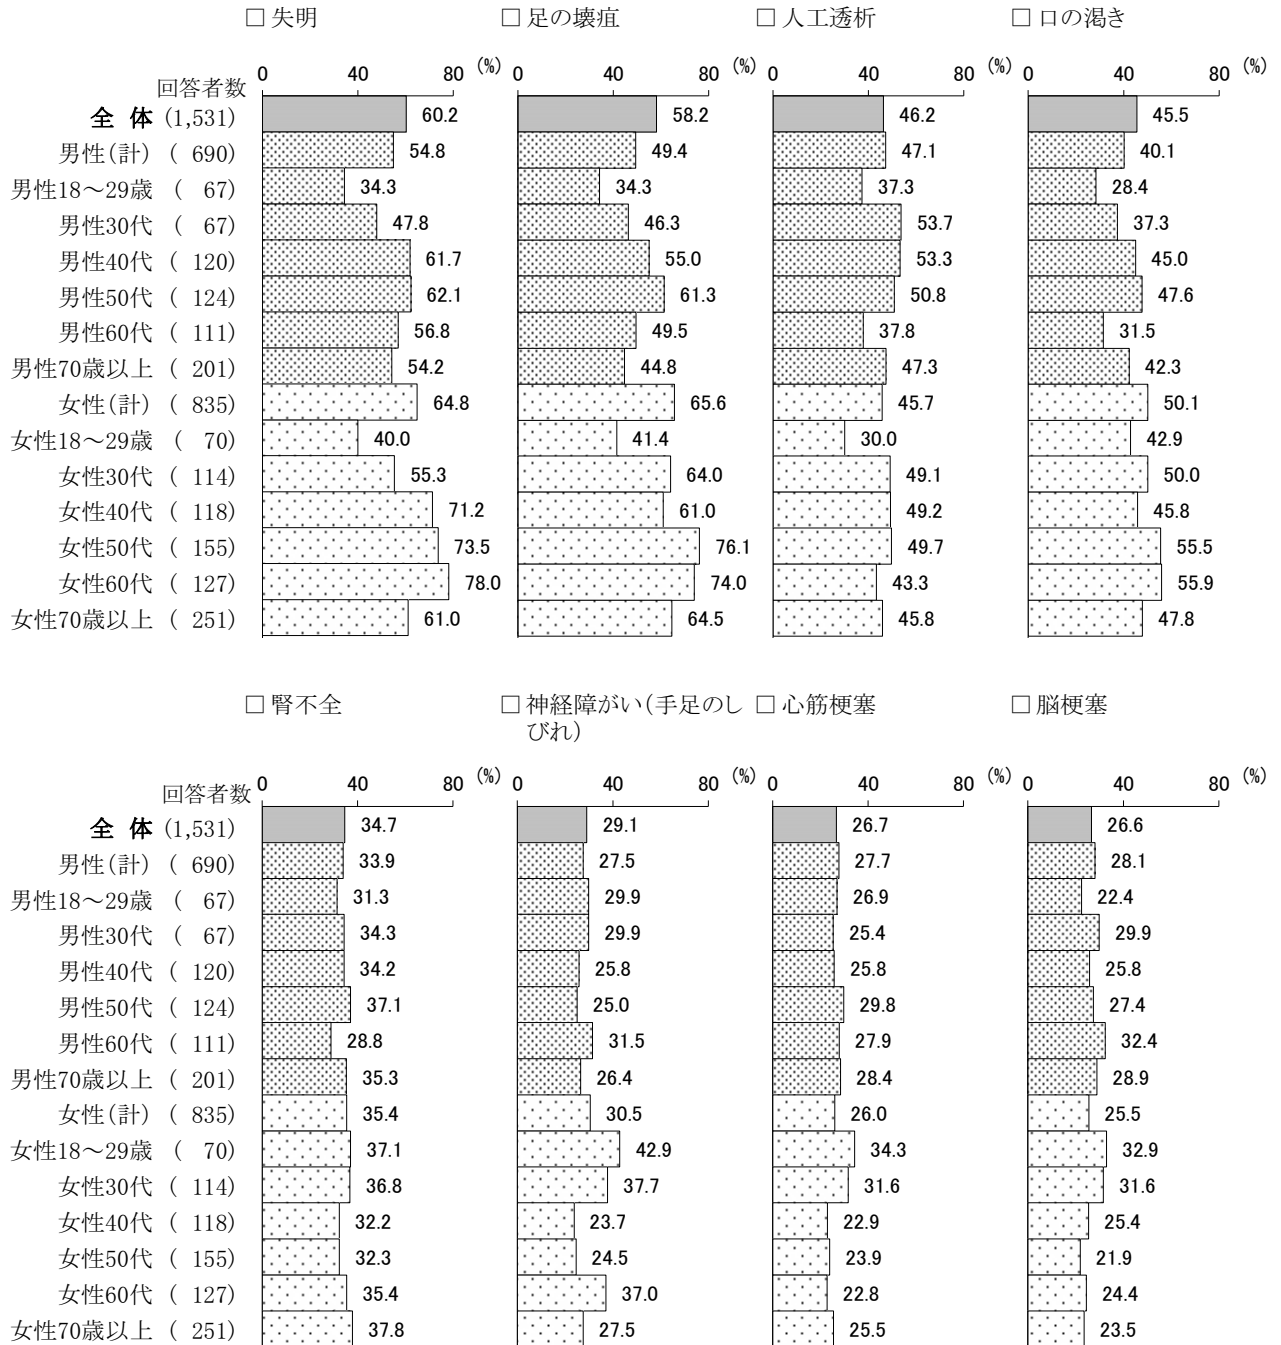 □ 失明 □ 足の壊疽 □ 人工透析 □ 口の渇き
0 40 80 (%) 0 40 80 (%) 0 40 80 (%) 0 40 80 (%)
回答者数
全 体 (1,531) 60.2 58.2 46.2 45.5
男性(計) ( 690) 54.8 49.4 47.1 40.1
男性18~29歳 ( 67) 34.3 34.3 37.3 28.4
男性30代 ( 67) 47.8 46.3 53.7 37.3
男性40代 ( 120) 61.7 55.0 53.3 45.0
男性50代 ( 124) 62.1 61.3 50.8 47.6
男性60代 ( 111) 56.8 49.5 37.8 31.5
男性70歳以上 ( 201) 54.2 44.8 47.3 42.3
女性(計) ( 835) 64.8 65.6 45.7 50.1
女性18~29歳 ( 70) 40.0 41.4 30.0 42.9
女性30代 ( 114) 55.3 64.0 49.1 50.0
女性40代 ( 118) 71.2 61.0 49.2 45.8
女性50代 ( 155) 73.5 76.1 49.7 55.5
女性60代 ( 127) 78.0 74.0 43.3 55.9
女性70歳以上 ( 251) 61.0 64.5 45.8 47.8
□ 腎不全 □ 神経障がい(手足のし □ 心筋梗塞 □ 脳梗塞
びれ)
0 40 80 (%) 0 40 80 (%) 0 40 80 (%) 0 40 80 (%)
回答者数
全 体 (1,531) 34.7 29.1 26.7 26.6
男性(計) ( 690) 33.9 27.5 27.7 28.1
男性18~29歳 ( 67) 31.3 29.9 26.9 22.4
男性30代 ( 67) 34.3 29.9 25.4 29.9
男性40代 ( 120) 34.2 25.8 25.8 25.8
男性50代 ( 124) 37.1 25.0 29.8 27.4
男性60代 ( 111) 28.8 31.5 27.9 32.4
男性70歳以上 ( 201) 35.3 26.4 28.4 28.9
女性(計) ( 835) 35.4 30.5 26.0 25.5
女性18~29歳 ( 70) 37.1 42.9 34.3 32.9
女性30代 ( 114) 36.8 37.7 31.6 31.6
女性40代 ( 118) 32.2 23.7 22.9 25.4
女性50代 ( 155) 32.3 24.5 23.9 21.9
女性60代 ( 127) 35.4 37.0 22.8 24.4
女性70歳以上 ( 251) 37.8 27.5 25.5 23.5